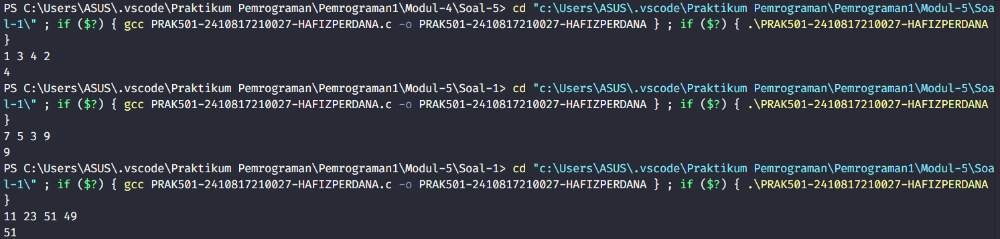 PS C:\Users\ASUS\.vscode\Praktikum Pemrograman\Pemrograman1\Modul-4\Soal-5> cd "c:\Users\ASUS\.vscode\Praktikum Pemrograman\Pemrograman1\Modul-5\Soa
l-1\" ; if ($?) { gcc PRAK501-2410817210027-HAFIZPERDANA.c -o PRAK501-2410817210027-HAFIZPERDANA } ; if ($?) { .\PRAK501-2410817210027-HAFIZPERDANA
}
1 3 4 2
4
PS C:\Users\ASUS\.vscode\Praktikum Pemrograman\Pemrograman1\Modul-5\Soal-1> cd "c:\Users\ASUS\.vscode\Praktikum Pemrograman\Pemrograman1\Modul-5\Soa
l-1\" ; if ($?) { gcc PRAK501-2410817210027-HAFIZPERDANA.c -o PRAK501-2410817210027-HAFIZPERDANA } ; if ($?) { .\PRAK501-2410817210027-HAFIZPERDANA
}
7 5 3 9
9
PS C:\Users\ASUS\.vscode\Praktikum Pemrograman\Pemrograman1\Modul-5\Soal-1> cd "c:\Users\ASUS\.vscode\Praktikum Pemrograman\Pemrograman1\Modul-5\Soa
l-1\" ; if ($?) { gcc PRAK501-2410817210027-HAFIZPERDANA.c -o PRAK501-2410817210027-HAFIZPERDANA } ; if ($?) { .\PRAK501-2410817210027-HAFIZPERDANA
}
11 23 51 49
51